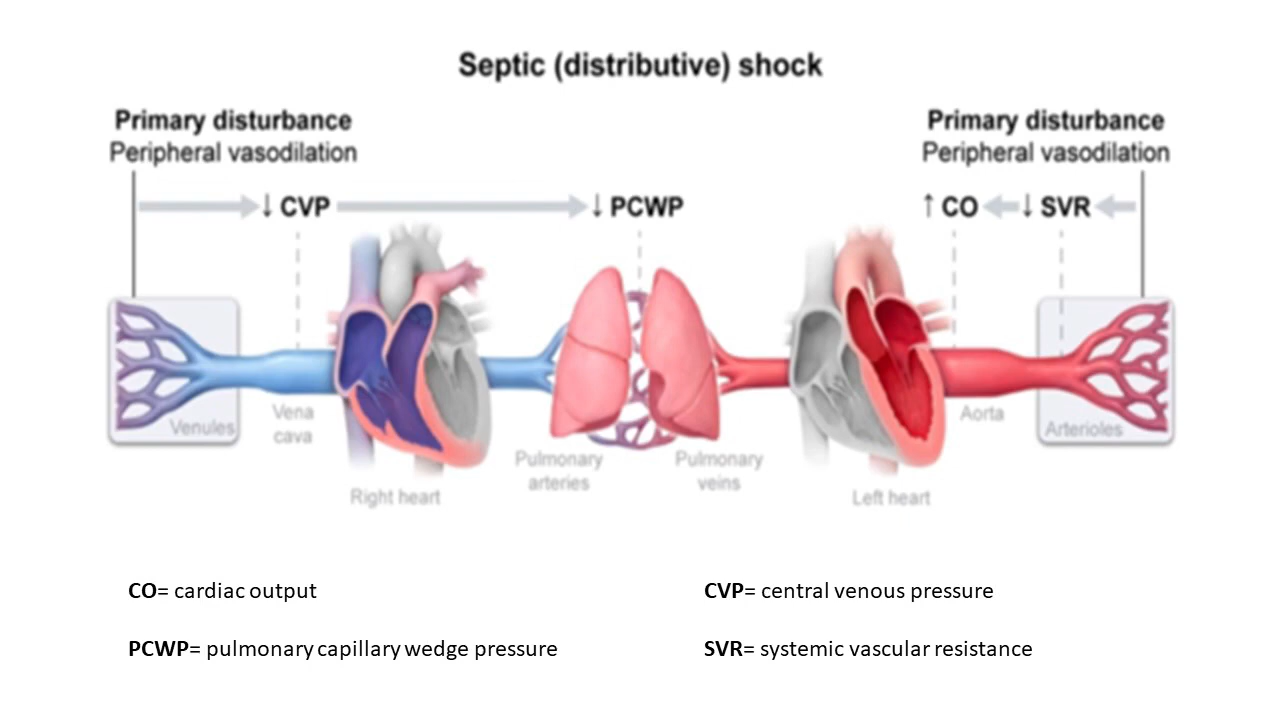 Septic (distributive) shock
Primary disturbance
Peripheral vasodilation
Primary disturbance
Peripheral vasodilation
↓ CVP
↓ PCWP
↑ CO
↓ SVR
Venules
Vena
cava
Right heart
Pulmonary
arteries
Pulmonary
veins
Left heart
Aorta
Arterioles
CO= cardiac output
CVP= central venous pressure
PCWP= pulmonary capillary wedge pressure
SVR= systemic vascular resistance